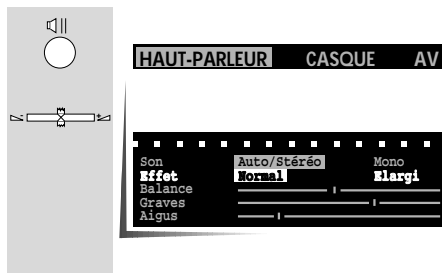 HAUT-PARLEUR CASQUE AV
Son Auto/Stéréo Mono
Effet Normal Elargi
Balance
Graves
Aigus